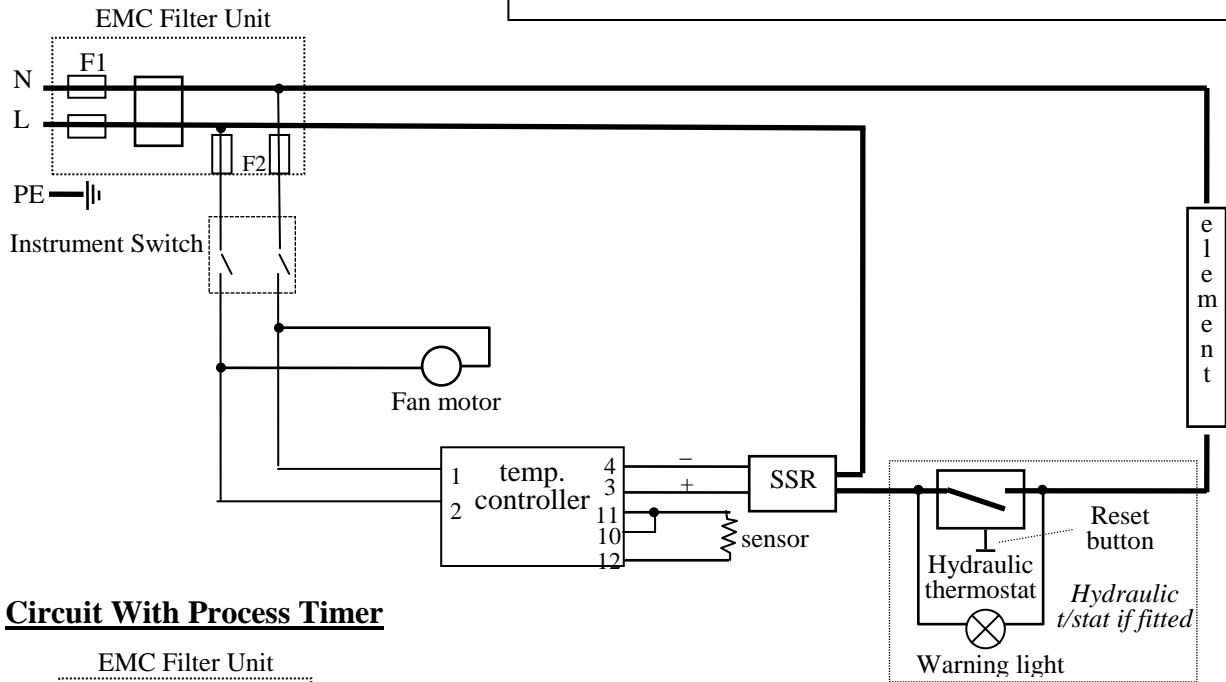 EMC Filter Unit
F1
N
L
F2
PE
Instrument Switch
element
Fan motor
temp.
controller
1
2
4
3
11
10
12
–
+
SSR
sensor
Reset
button
Hydraulic
thermostat
Hydraulic
t/stat if fitted
Warning light
Circuit With Process Timer
EMC Filter Unit